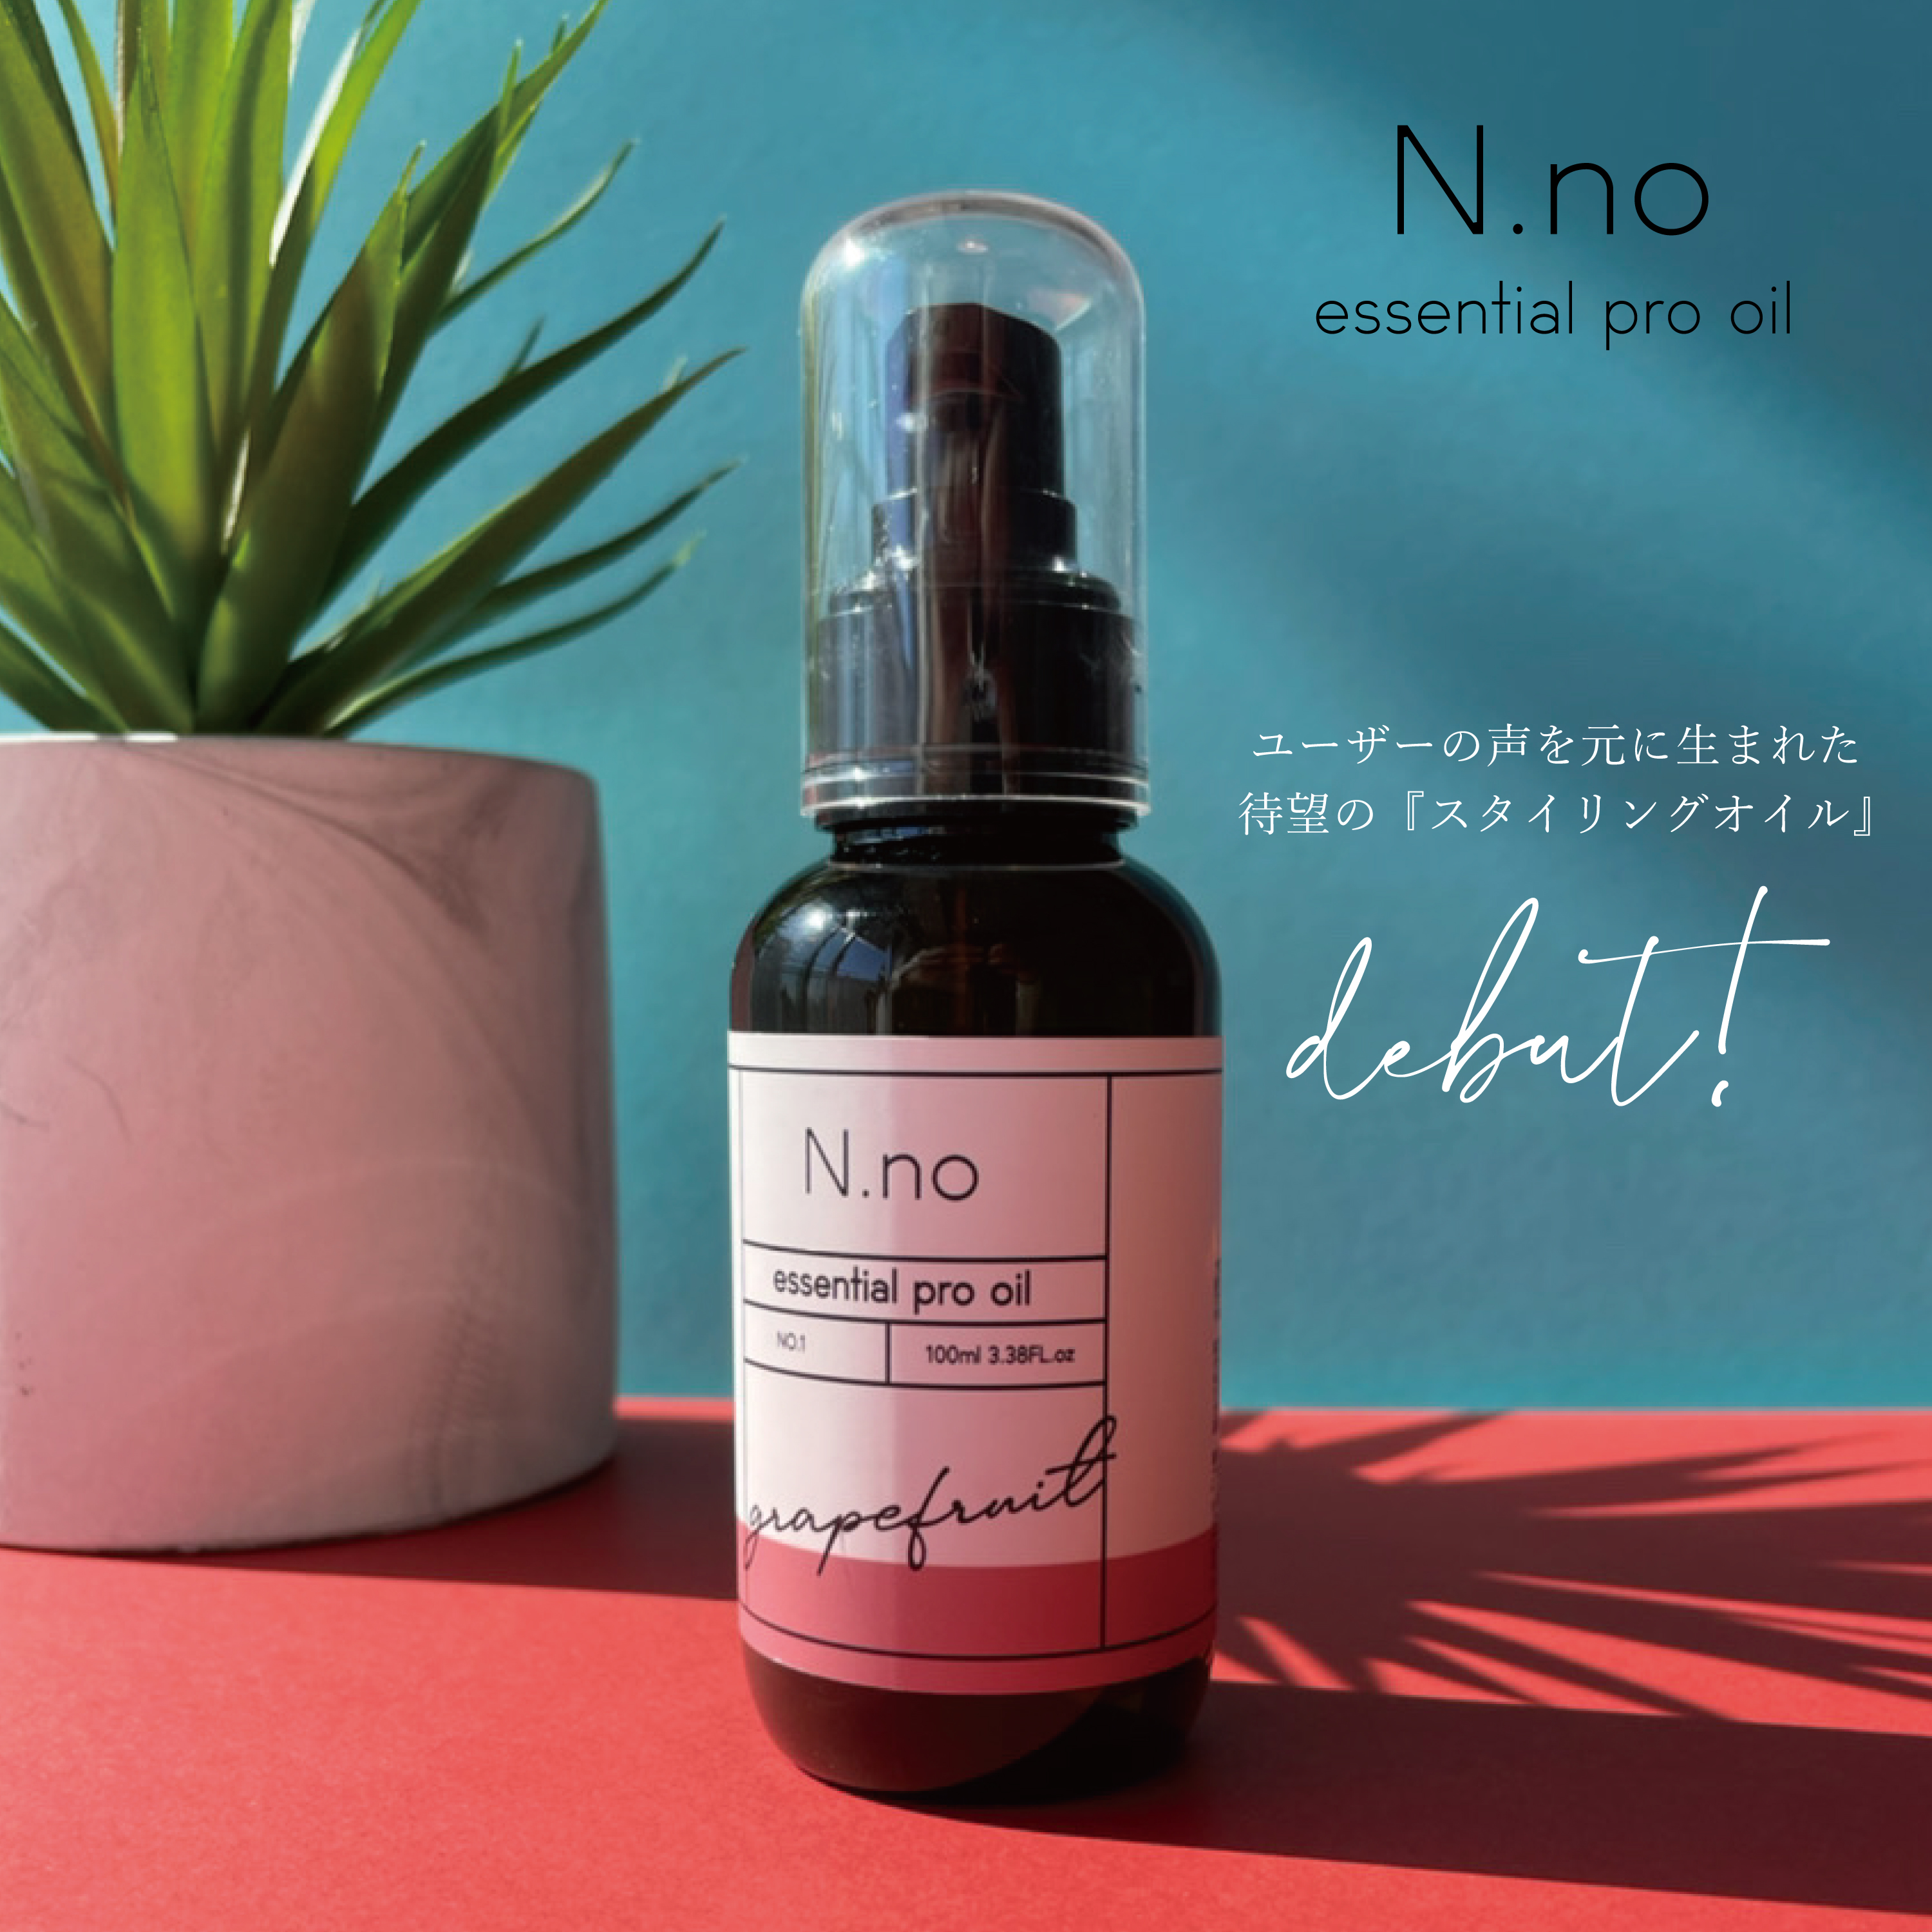 N.no
essential pro oil
ユーザーの声を元に生まれた
待望の『スタイリングオイル』
debut!
N.no
essential pro oil
NO.1
100ml 3.38FL.oz
grapefruit